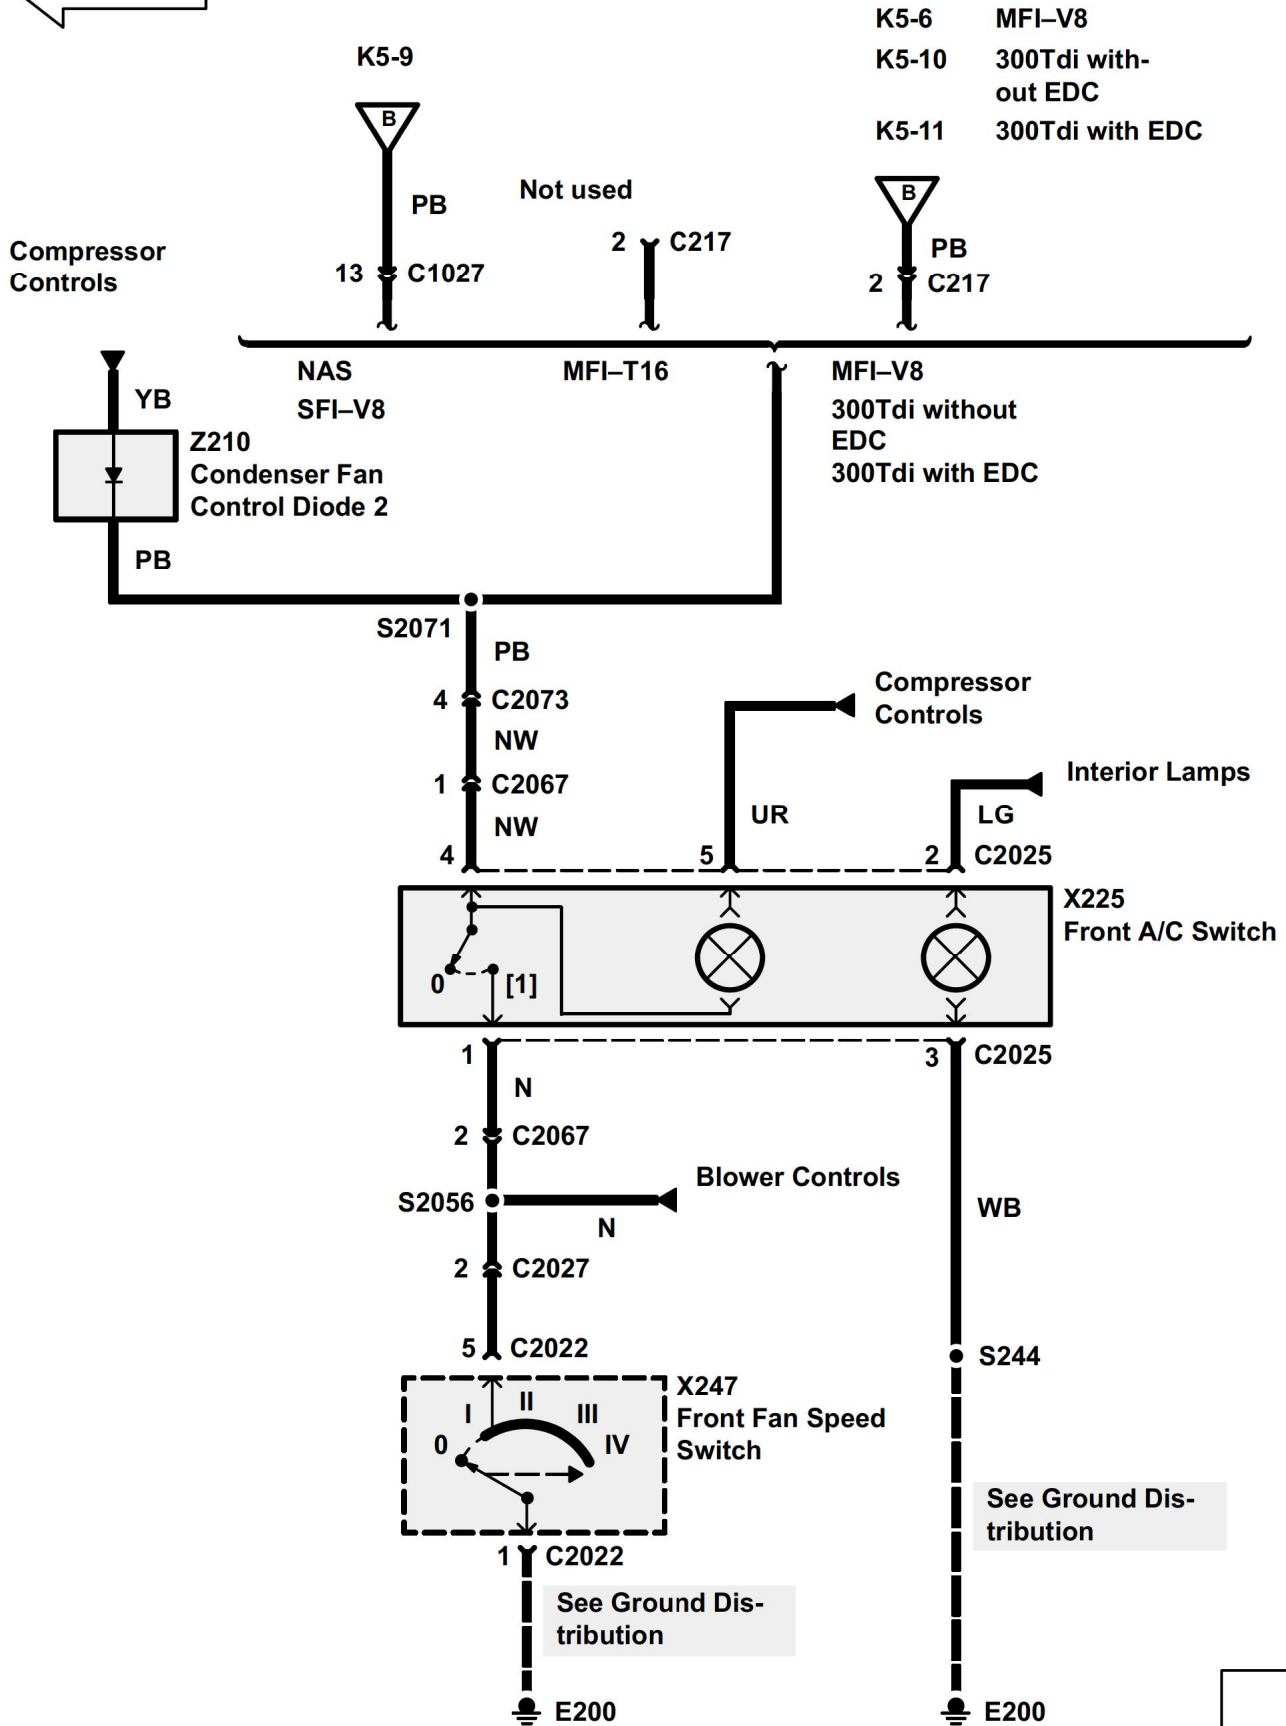 K5-6 MFI–V8
K5-9
K5-10 300Tdi with-
out EDC
B
K5-11 300Tdi with EDC
Not used
B
PB
2 C217
PB
Compressor
Controls
13 C1027
2 C217
NAS
SFI–V8
MFI–T16
MFI–V8
300Tdi without
EDC
300Tdi with EDC
YB
Z210
Condenser Fan
Control Diode 2
PB
S2071
PB
4 C2073
NW
1 C2067
NW
Compressor
Controls
UR
Interior Lamps
LG
4
5
2 C2025
X225
Front A/C Switch
0
[1]
1
3 C2025
N
2 C2067
Blower Controls
S2056
N
WB
2 C2027
5 C2022
S244
X247
Front Fan Speed
Switch
0
I
II
III
IV
See Ground Dis-
tribution
1 C2022
See Ground Dis-
tribution
E200
E200